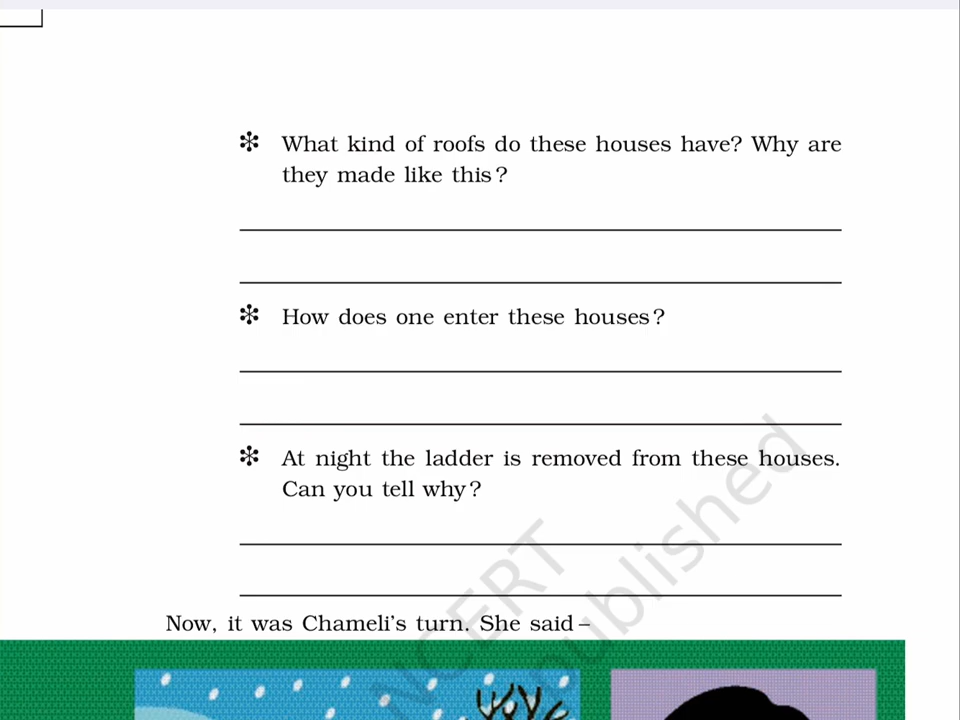 ❇ What kind of roofs do these houses have? Why are
they made like this?
❇ How does one enter these houses?
❇ At night the ladder is removed from these houses.
Can you tell why?
Now, it was Chameli's turn. She said –
NCERT
published